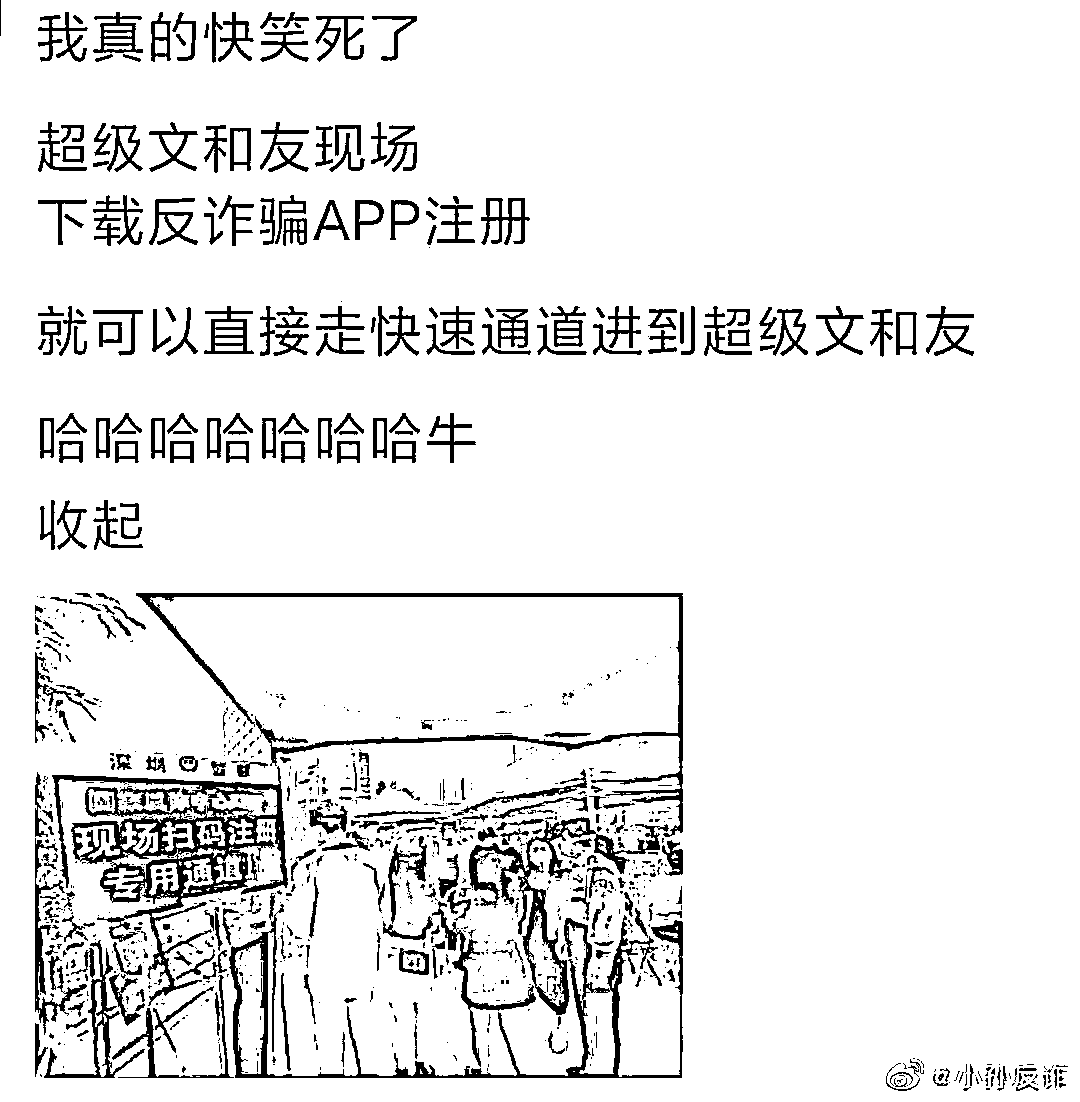 我真的快笑死了
超级文和友现场
下载反诈骗APP注册
就可以直接走快速通道进到超级文和友
哈哈哈哈哈哈哈牛
收起
深圳
现场扫码注册
专用通道!
@小孙反诈